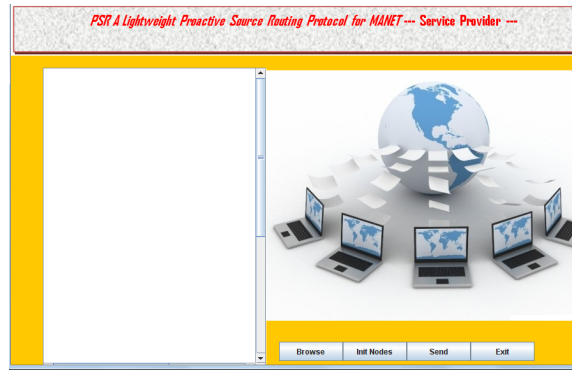 PSR A Lightweight Proactive Source Routing Protocol for MANET --- Service Provider ---
Browse
Init Nodes
Send
Exit